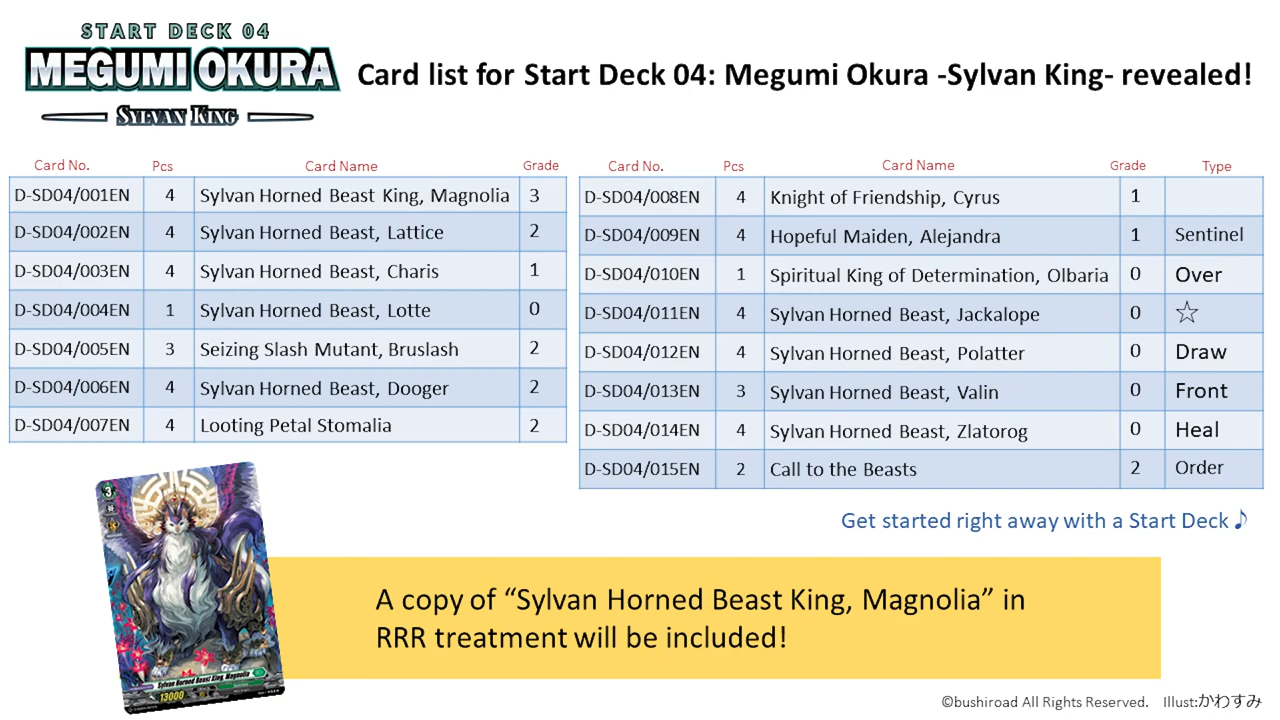 START DECK 04
MEGUMI OKURA
SYLVAN KING
Card list for Start Deck 04: Megumi Okura -Sylvan King- revealed!
Card No. Pcs Card Name Grade
D-SD04/001EN 4 Sylvan Horned Beast King, Magnolia 3
D-SD04/002EN 4 Sylvan Horned Beast, Lattice 2
D-SD04/003EN 4 Sylvan Horned Beast, Charis 1
D-SD04/004EN 1 Sylvan Horned Beast, Lotte 0
D-SD04/005EN 3 Seizing Slash Mutant, Bruslash 2
D-SD04/006EN 4 Sylvan Horned Beast, Dooger 2
D-SD04/007EN 4 Looting Petal Stomalia 2
Card No. Pcs Card Name Grade Type
D-SD04/008EN 4 Knight of Friendship, Cyrus 1
D-SD04/009EN 4 Hopeful Maiden, Alejandra 1 Sentinel
D-SD04/010EN 1 Spiritual King of Determination, Olbaria 0 Over
D-SD04/011EN 4 Sylvan Horned Beast, Jackalope 0 ☆
D-SD04/012EN 4 Sylvan Horned Beast, Polatter 0 Draw
D-SD04/013EN 3 Sylvan Horned Beast, Valin 0 Front
D-SD04/014EN 4 Sylvan Horned Beast, Zlatorog 0 Heal
D-SD04/015EN 2 Call to the Beasts 2 Order
Get started right away with a Start Deck♪
3
Sylvan Horned Beast King, Magnolia
13000
A copy of “Sylvan Horned Beast King, Magnolia” in
RRR treatment will be included!
©bushiroad All Rights Reserved. Illust:かわすみ